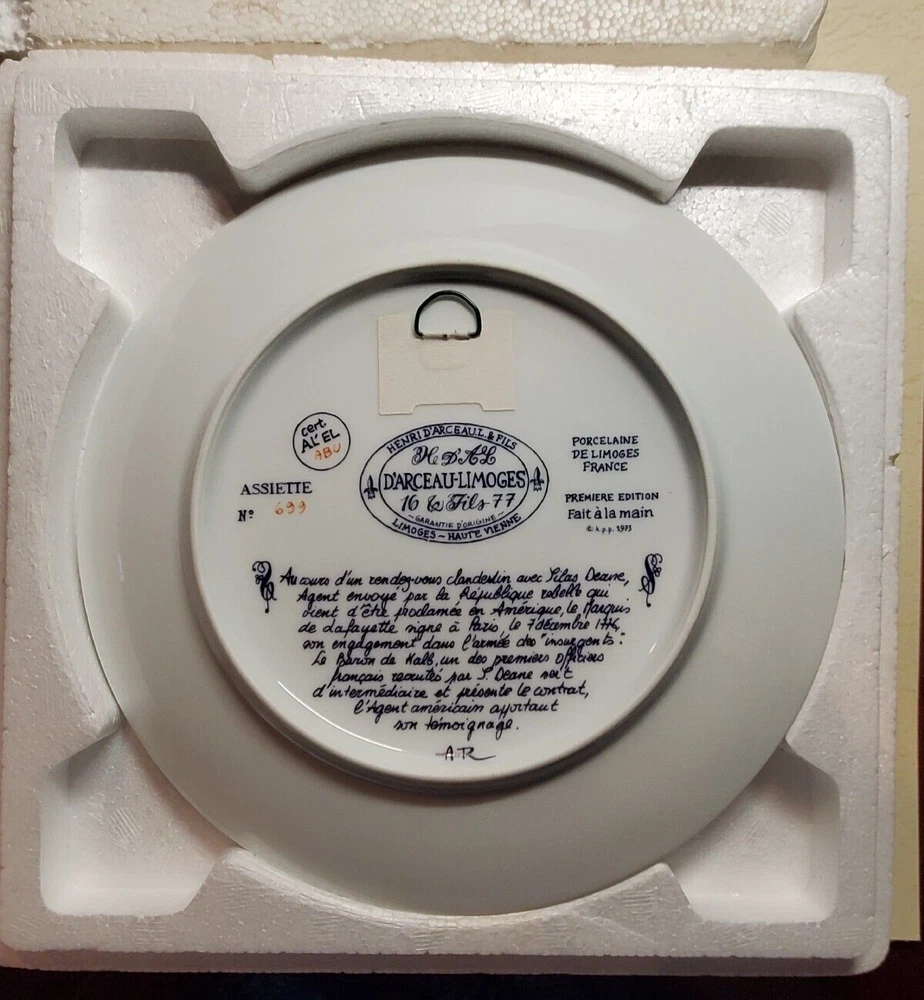 cert
AL'EL
ABU
ASSIETTE
Nº 699
HENRI D'ARCEAU.L. & FILS
H D'A L
D'ARCEAU-LIMOGES
16 & Fils 77
~GARANTIE D'ORIGINE~
LIMOGES ~ HAUTE VIENNE
PORCELAINE
DE LIMOGES
FRANCE
PREMIERE EDITION
Fait à la main
© h.p.p. 1973
Au cours d'un rendez-vous clandestin avec Silas Deane,
Agent envoyé par la République rebelle qui
vient d'être proclamée en Amérique, le Marquis
de Lafayette signe à Paris, le 7 décembre 1776,
son engagement dans l'armée des "insurgents".
Le Baron de Kalb, un des premiers officiers
français recrutés par S. Deane sert
d'intermédiaire et présente le contrat,
l'Agent américain apportant
son témoignage.
AR